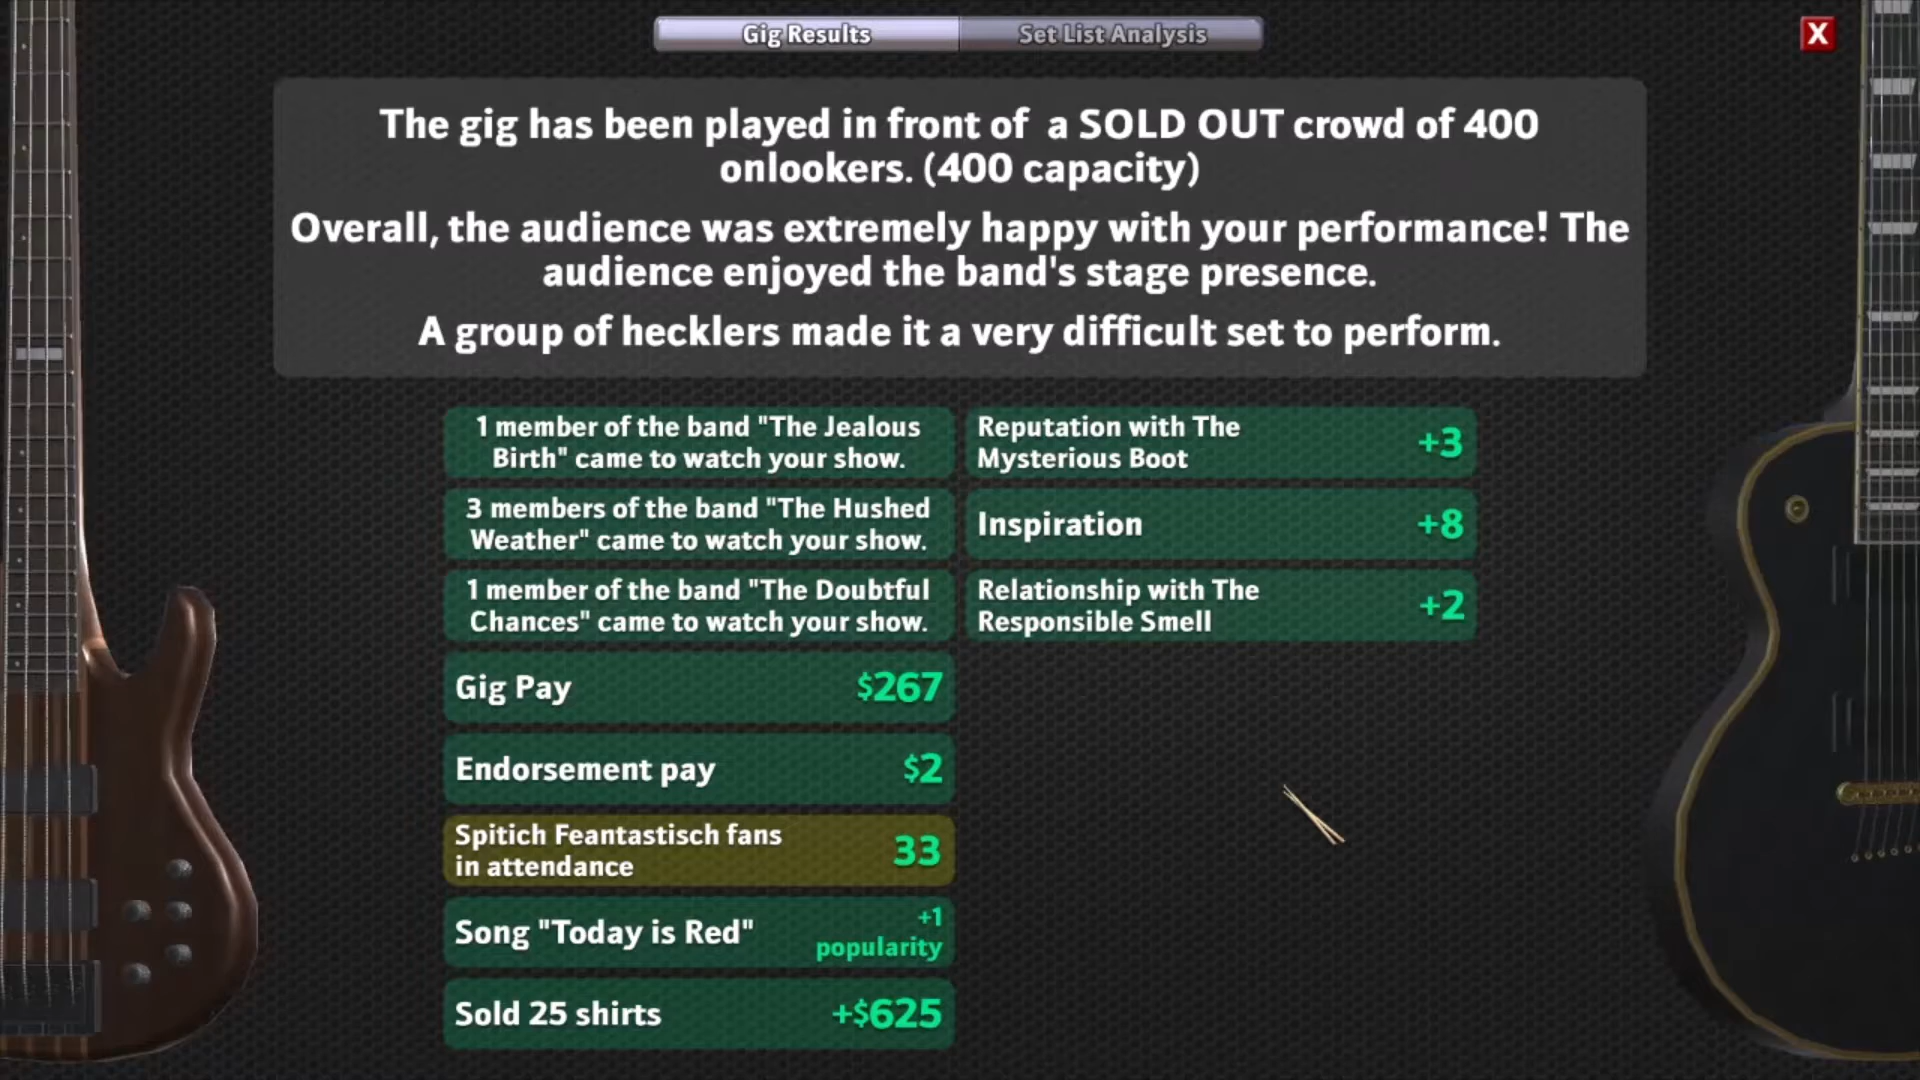 Gig Results
Set List Analysis
X
The gig has been played in front of a SOLD OUT crowd of 400
onlookers. (400 capacity)
Overall, the audience was extremely happy with your performance! The
audience enjoyed the band's stage presence.
A group of hecklers made it a very difficult set to perform.
1 member of the band "The Jealous
Birth" came to watch your show.
3 members of the band "The Hushed
Weather" came to watch your show.
1 member of the band "The Doubtful
Chances" came to watch your show.
Gig Pay $267
Endorsement pay $2
Spitich Feantastisch fans
in attendance
33
Song "Today is Red"
+1
popularity
Sold 25 shirts +$625
Reputation with The
Mysterious Boot
+3
Inspiration +8
Relationship with The
Responsible Smell
+2